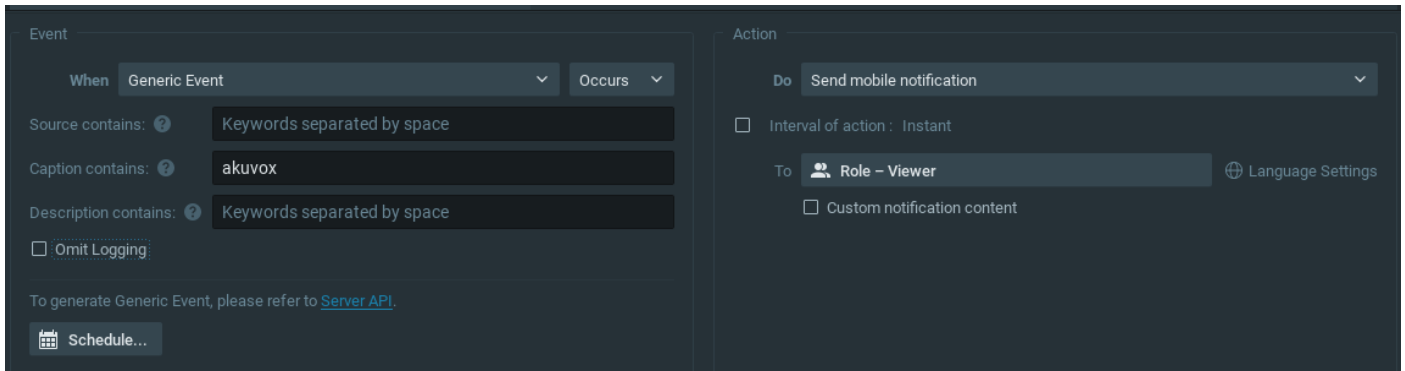 Event
When Generic Event Occurs
Source contains: ? Keywords separated by space
Caption contains: ? akuvox
Description contains: ? Keywords separated by space
Omit Logging
To generate Generic Event, please refer to Server API.
Schedule...
Action
Do Send mobile notification
Interval of action : Instant
To Role – Viewer Language Settings
Custom notification content